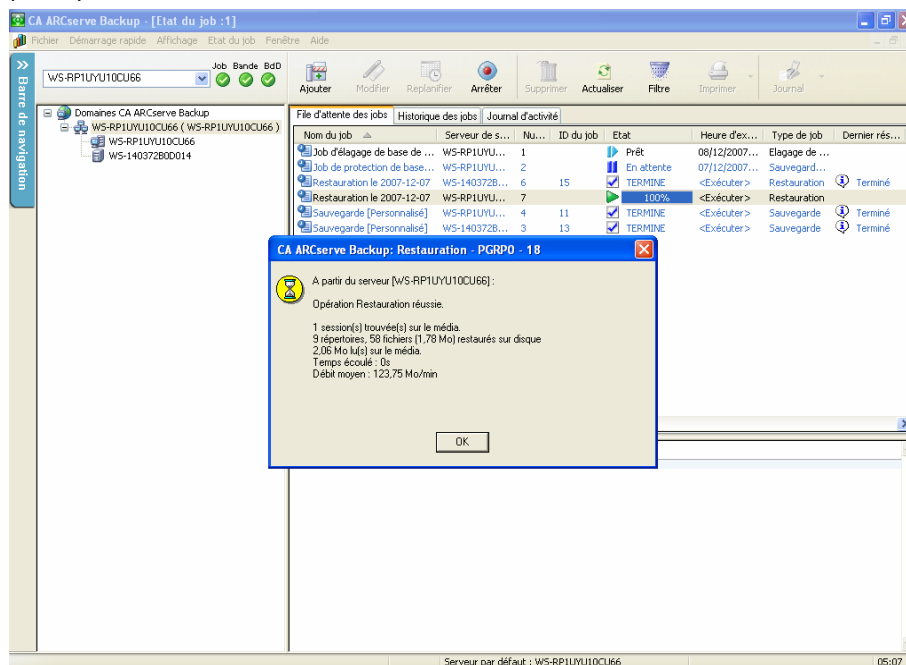 CA ARCserve Backup - [Etat du job :1]
Fichier Démarrage rapide Affichage Etat du job Fenêtre Aide
Barre de navigation
WS-RP1UYU10CU66
Job Bande BdD
Ajouter Modifier Replanifier Arrêter Supprimer Actualiser Filtre Imprimer Journal
Domaines CA ARCserve Backup
WS-RP1UYU10CU66 ( WS-RP1UYU10CU66 )
WS-RP1UYU10CU66
WS-140372B0D014
File d'attente des jobs Historique des jobs Journal d'activité
Nom du job Serveur de s... Nu... ID du job Etat Heure d'ex... Type de job Dernier rés...
Job d'élagage de base de ... WS-RP1UYU... 1 Prêt 08/12/2007... Elagage de ...
Job de protection de base... WS-RP1UYU... 2 En attente 07/12/2007... Sauvegard...
Restauration le 2007-12-07 WS-140372B... 6 15 TERMINE <Exécuter> Restauration Terminé
Restauration le 2007-12-07 WS-RP1UYU... 7 100% <Exécuter> Restauration
Sauvegarde [Personnalisé] WS-RP1UYU... 4 11 TERMINE <Exécuter> Sauvegarde Terminé
Sauvegarde [Personnalisé] WS-140372B... 3 13 TERMINE <Exécuter> Sauvegarde Terminé
CA ARCserve Backup: Restauration - PGRP0 - 18
A partir du serveur [WS-RP1UYU10CU66] :
Opération Restauration réussie.
1 session(s) trouvée(s) sur le média.
9 répertoires, 58 fichiers (1,78 Mo) restaurés sur disque
2,06 Mo lu(s) sur le média.
Temps écoulé : 0s
Débit moyen : 123,75 Mo/min
OK
Serveur par défaut : WS-RP1UYU10CU66 05:07